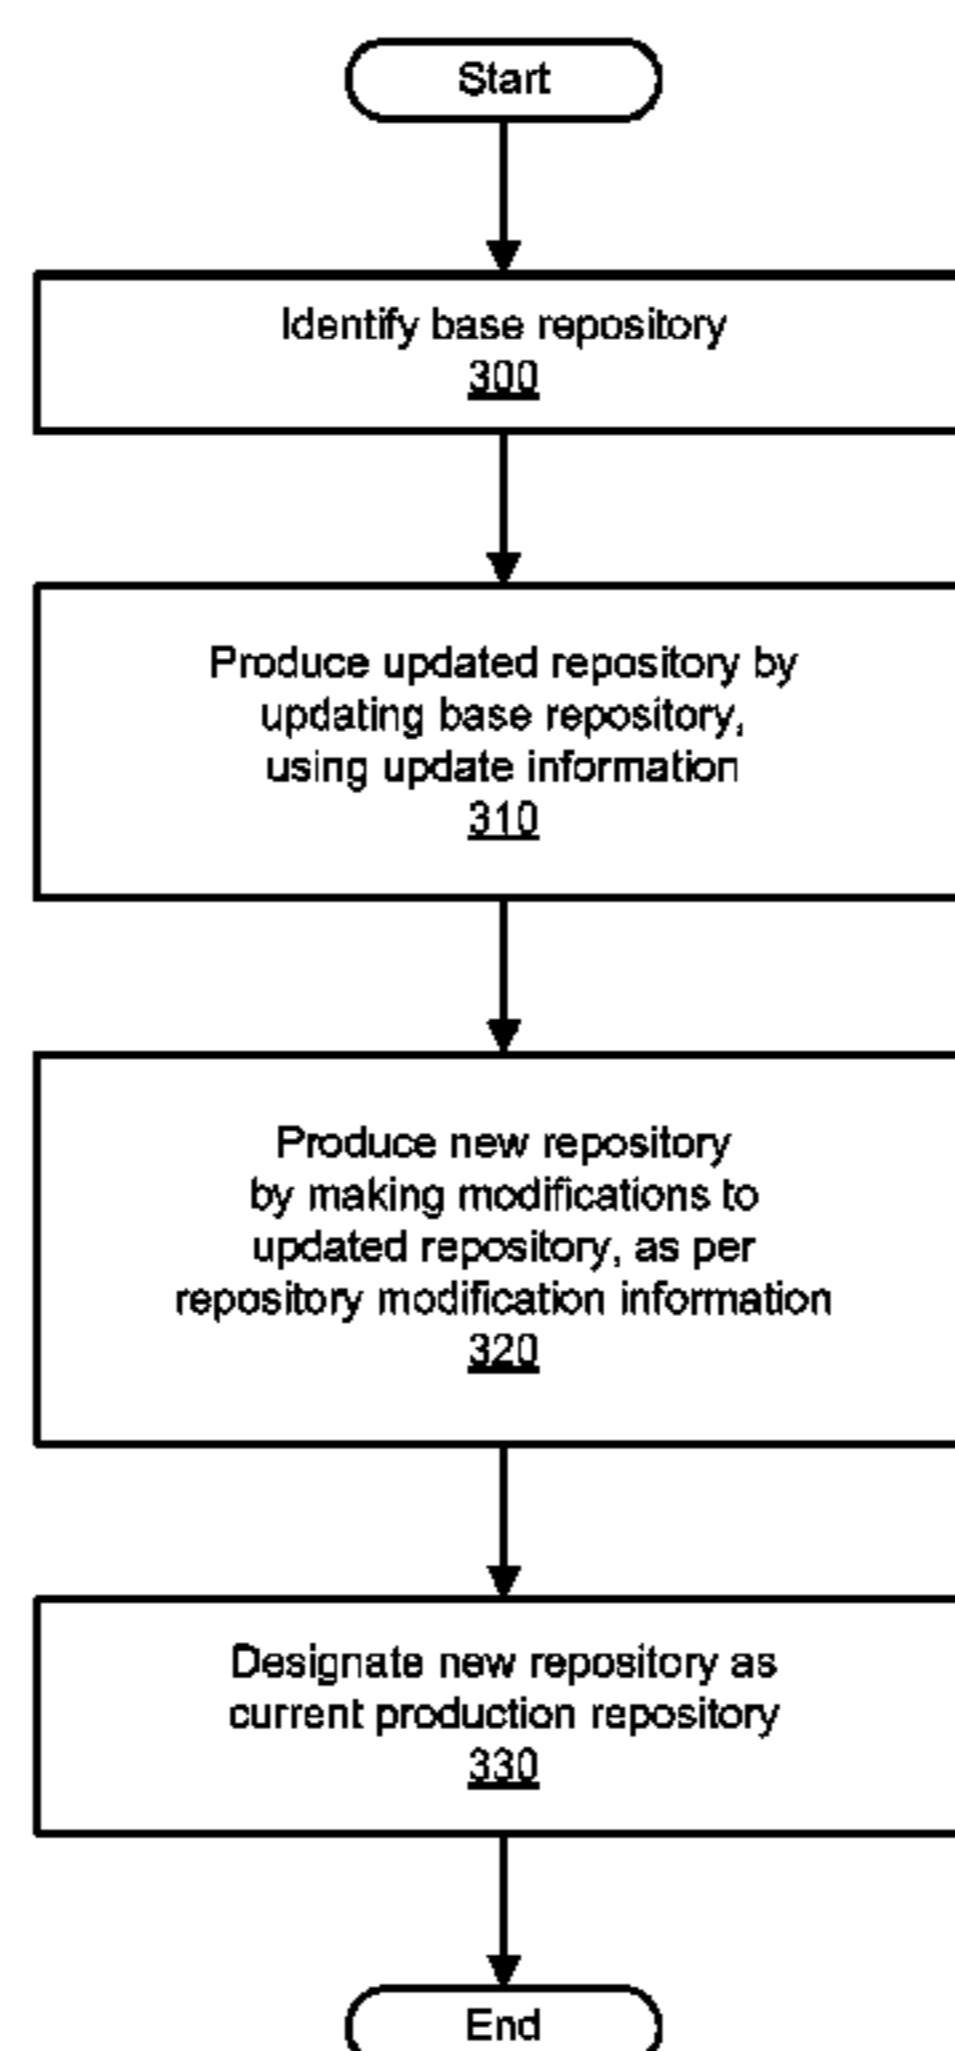 Start
Identify base repository
300
Produce updated repository by
updating base repository,
using update information
310
Produce new repository
by making modifications to
updated repository, as per
repository modification information
320
Designate new repository as
current production repository
330
End